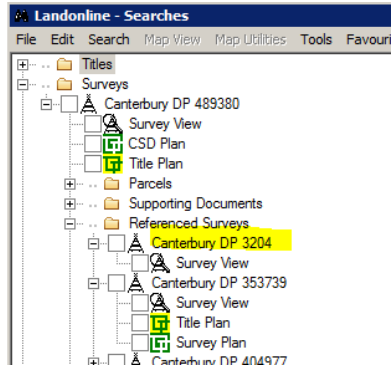 Landonline - Searches
File Edit Search Map View Map Utilities Tools Favouri
Titles
Surveys
Canterbury DP 489380
Survey View
CSD Plan
Title Plan
Parcels
Supporting Documents
Referenced Surveys
Canterbury DP 3204
Survey View
Canterbury DP 353739
Survey View
Title Plan
Survey Plan
Canterbury DP 404977